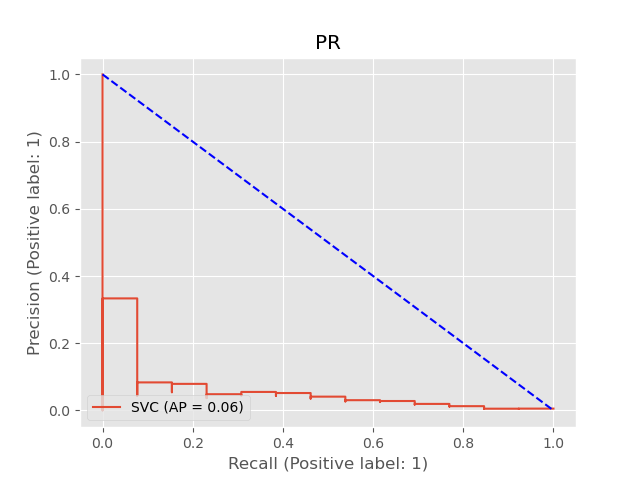 PR
Precision (Positive label: 1)
1.0
0.8
0.6
0.4
0.2
0.0
SVC (AP = 0.06)
0.0 0.2 0.4 0.6 0.8 1.0
Recall (Positive label: 1)